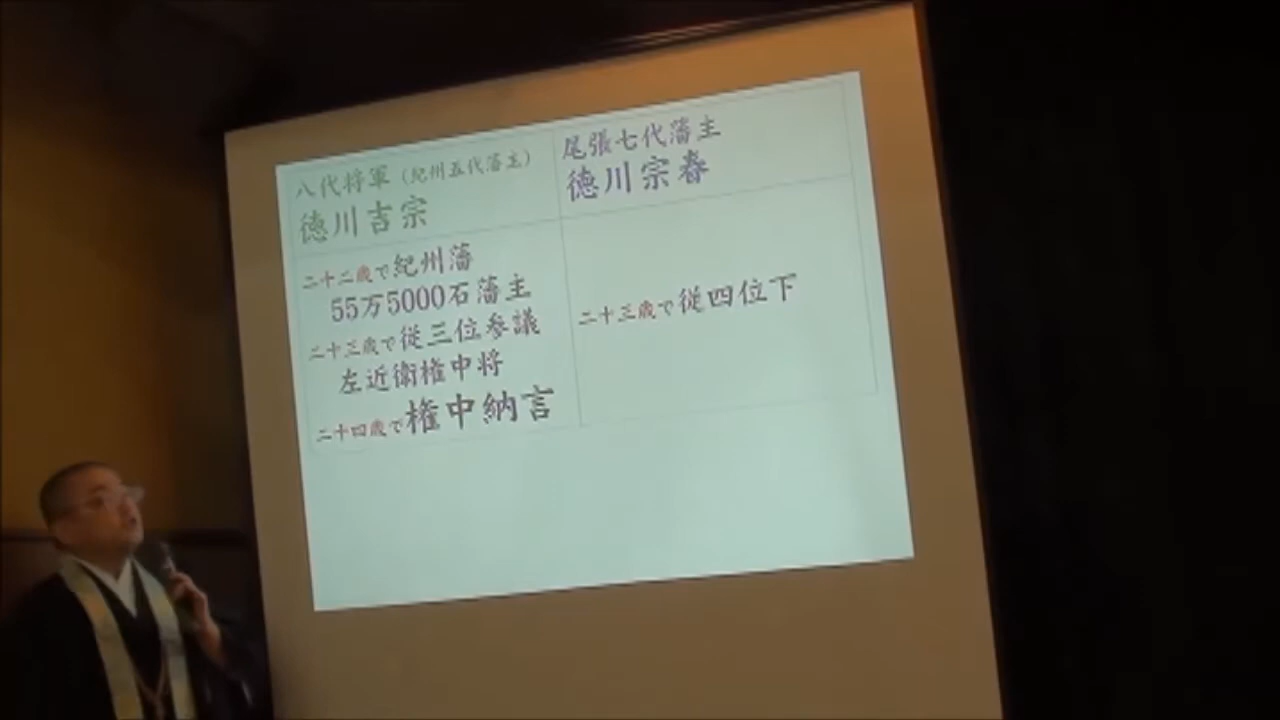 八代将軍（紀州五代藩主）
徳川吉宗
二十二歳で紀州藩
55万5000石藩主
二十三歳で従三位参議
左近衛権中将
二十四歳で権中納言
尾張七代藩主
徳川宗春
二十三歳で従四位下